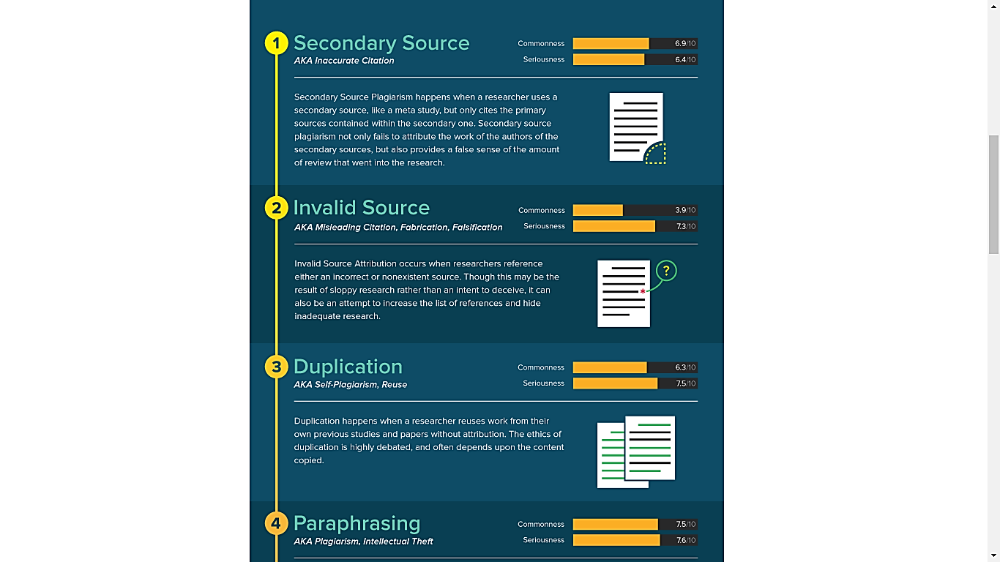 1
Secondary Source
AKA Inaccurate Citation
Commonness 6.9/10
Seriousness 6.4/10
Secondary Source Plagiarism happens when a researcher uses a
secondary source, like a meta study, but only cites the primary
sources contained within the secondary one. Secondary source
plagiarism not only fails to attribute the work of the authors of the
secondary sources, but also provides a false sense of the amount
of review that went into the research.
2
Invalid Source
AKA Misleading Citation, Fabrication, Falsification
Commonness 3.9/10
Seriousness 7.3/10
Invalid Source Attribution occurs when researchers reference
either an incorrect or nonexistent source. Though this may be the
result of sloppy research rather than an intent to deceive, it can
also be an attempt to increase the list of references and hide
inadequate research.
?
*
3
Duplication
AKA Self-Plagiarism, Reuse
Commonness 6.3/10
Seriousness 7.5/10
Duplication happens when a researcher reuses work from their
own previous studies and papers without attribution. The ethics of
duplication is highly debated, and often depends upon the content
copied.
4
Paraphrasing
AKA Plagiarism, Intellectual Theft
Commonness 7.5/10
Seriousness 7.6/10